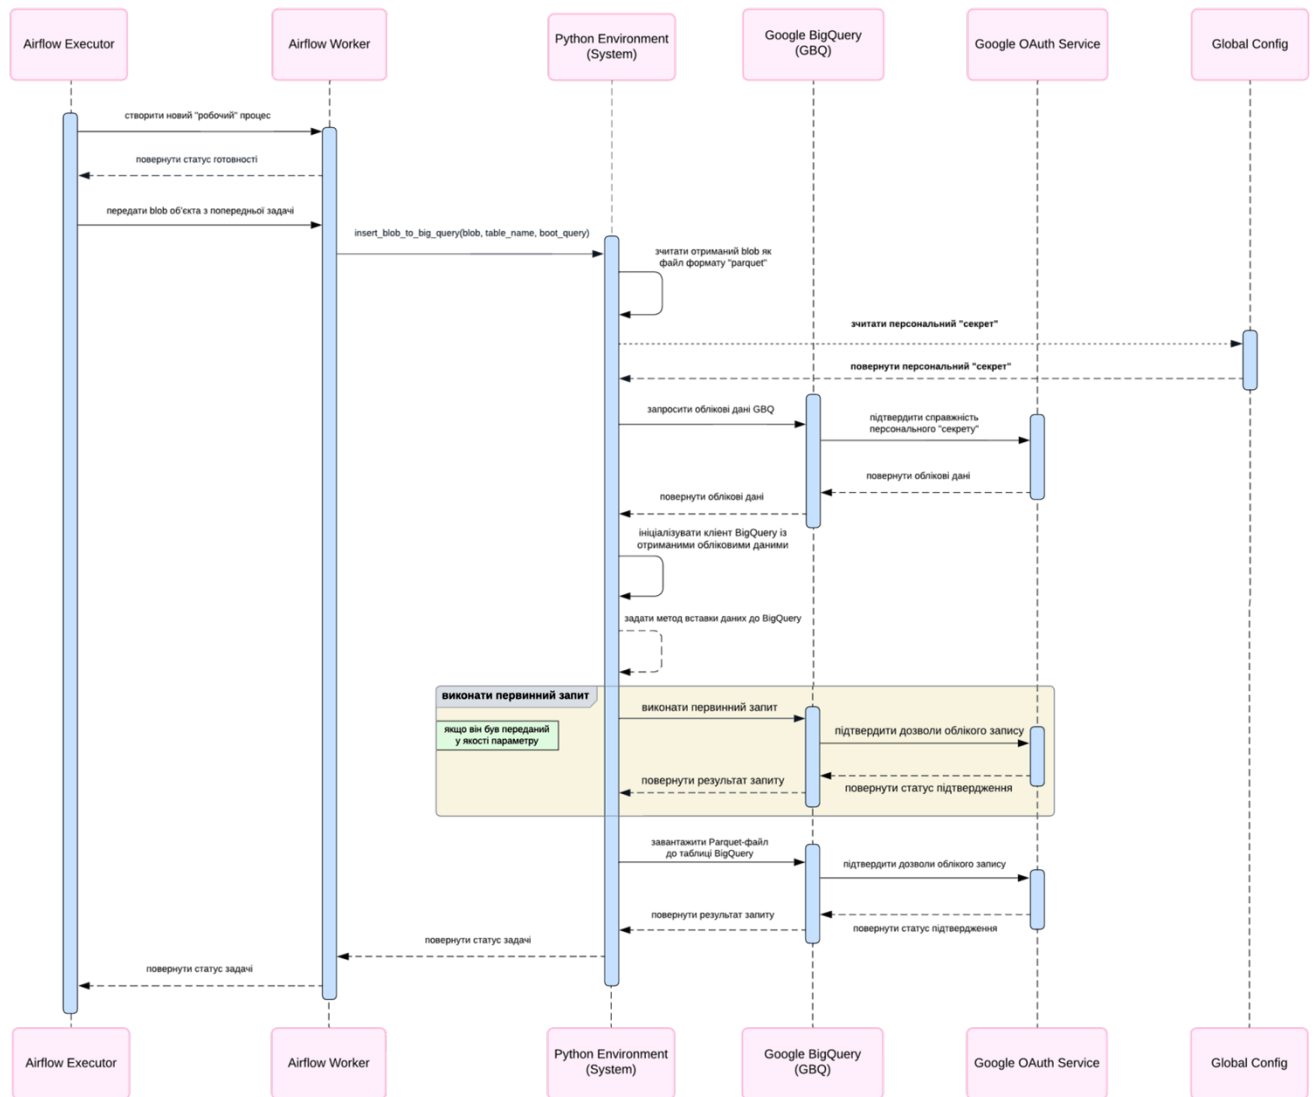 Airflow Executor
Airflow Worker
Python Environment
(System)
Google BigQuery
(GBQ)
Google OAuth Service
Global Config
створити новий "робочий" процес
повернути статус готовності
передати blob об'єкта з попередньої задачі
insert_blob_to_big_query(blob, table_name, boot_query)
зчитати отриманий blob як
файл формату "parquet"
зчитати персональний "секрет"
повернути персональний "секрет"
запросити облікові дані GBQ
підтвердити справжність
персонального "секрету"
повернути облікові дані
повернути облікові дані
ініціалізувати клієнт BigQuery із
отриманими обліковими даними
задати метод вставки даних до BigQuery
виконати первинний запит
якщо він був переданий
у якості параметру
виконати первинний запит
підтвердити дозволи облікого запису
повернути результат запиту
повернути статус підтвердження
завантажити Parquet-файл
до таблиці BigQuery
підтвердити дозволи облікого запису
повернути результат запиту
повернути статус підтвердження
повернути статус задачі
повернути статус задачі
Airflow Executor
Airflow Worker
Python Environment
(System)
Google BigQuery
(GBQ)
Google OAuth Service
Global Config